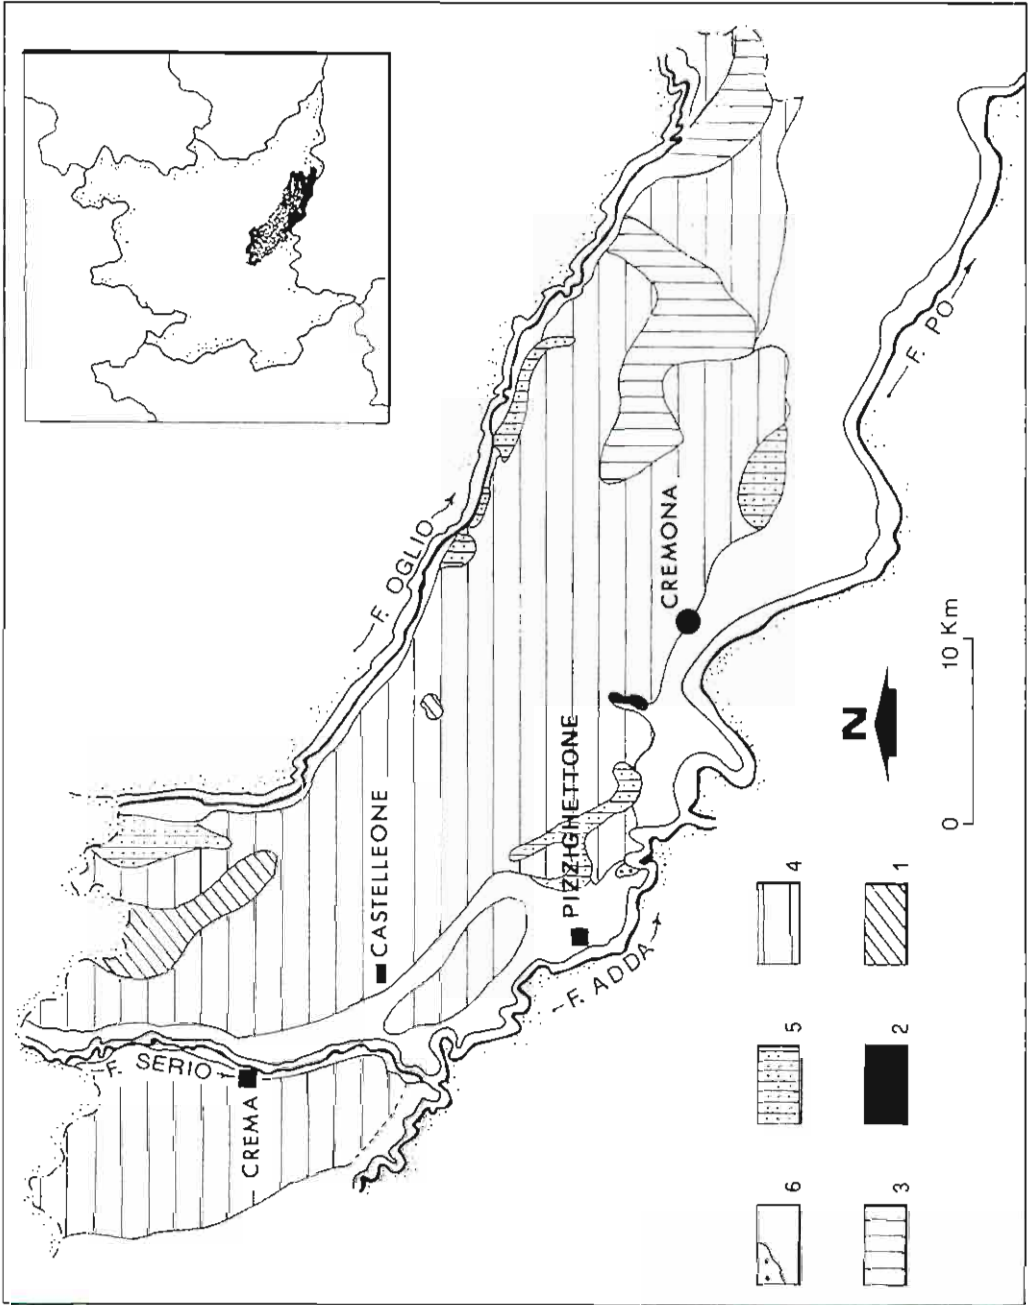 F. OGLIO
F. PO
F. SERIO
F. ADDA
CREMA
CASTELLEONE
PIZZIGHETTONE
CREMONA
N
0 10 Km
6
5
4
3
2
1